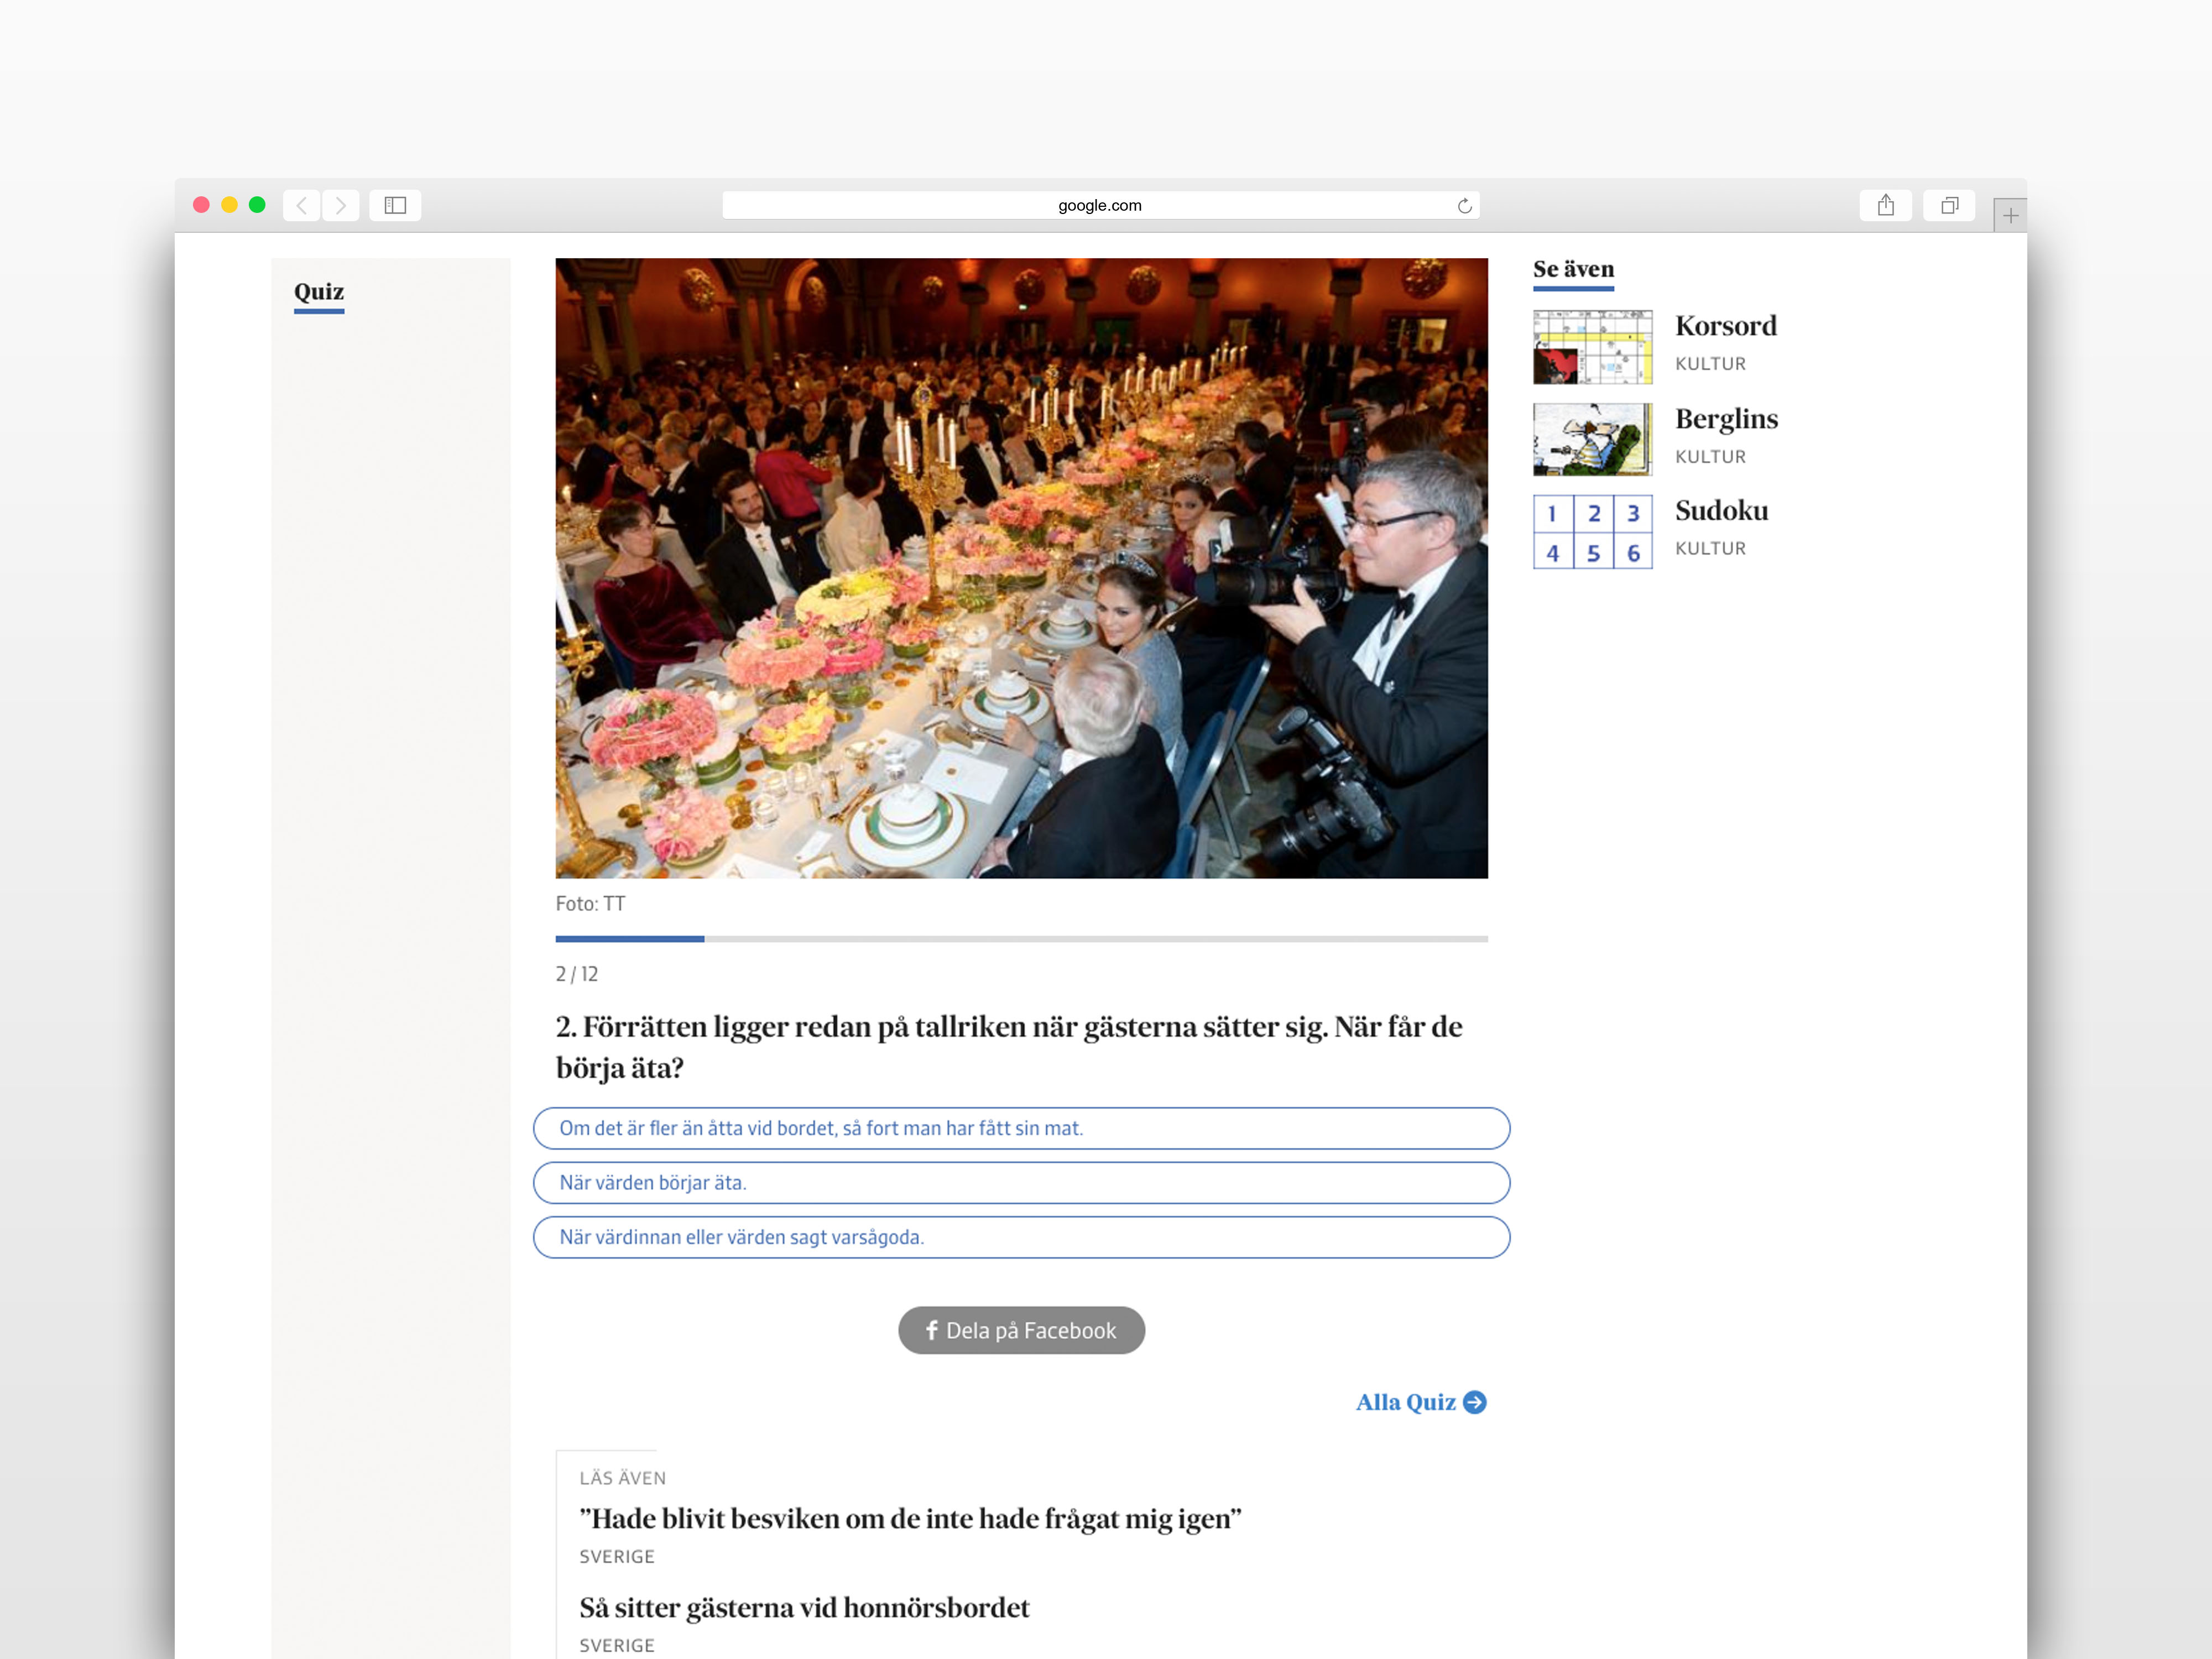 google.com
Quiz
Foto: TT
2 / 12
2. Förrätten ligger redan på tallriken när gästerna sätter sig. När får de
börja äta?
Om det är fler än åtta vid bordet, så fort man har fått sin mat.
När värden börjar äta.
När värdinnan eller värden sagt varsågoda.
f Dela på Facebook
Alla Quiz
LÄS ÄVEN
”Hade blivit besviken om de inte hade frågat mig igen”
SVERIGE
Så sitter gästerna vid honnörsbordet
SVERIGE
Se även
Korsord
KULTUR
Berglins
KULTUR
1 2 3
4 5 6
Sudoku
KULTUR